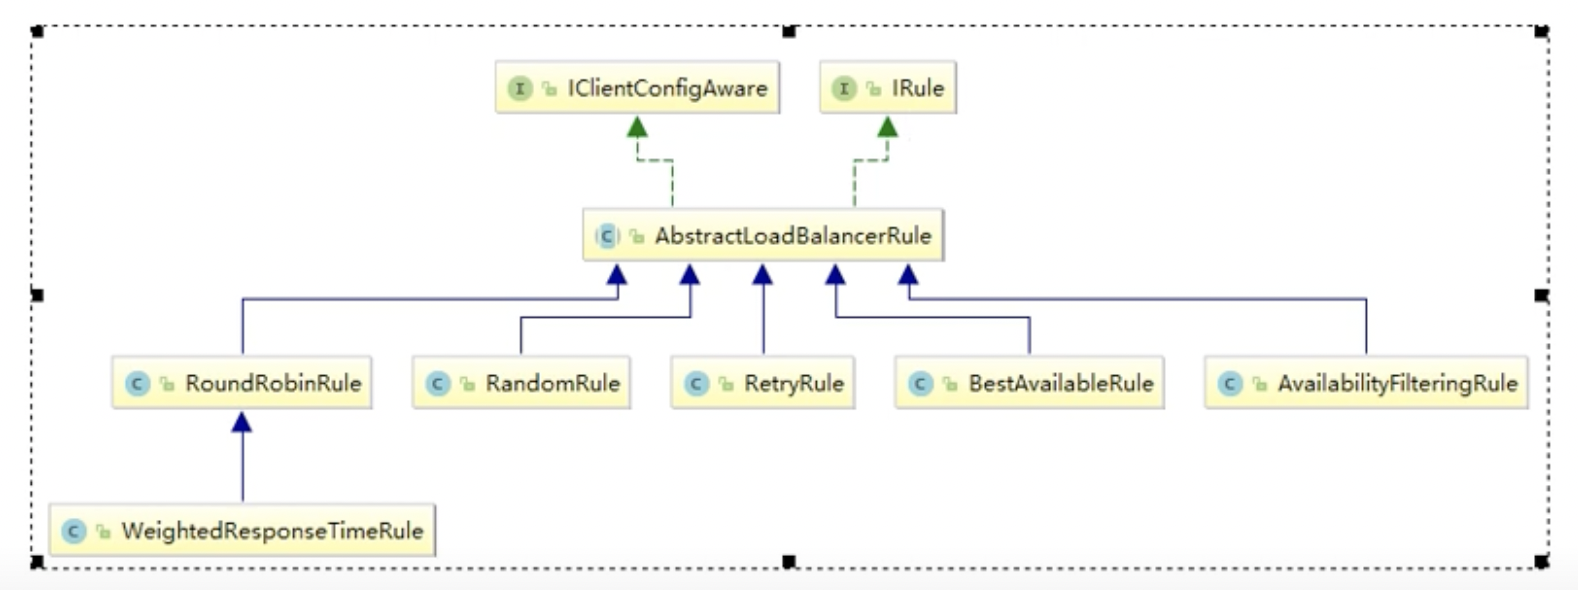 I IClientConfigAware
I IRule
C AbstractLoadBalancerRule
C RoundRobinRule
C RandomRule
C RetryRule
C BestAvailableRule
C AvailabilityFilteringRule
C WeightedResponseTimeRule